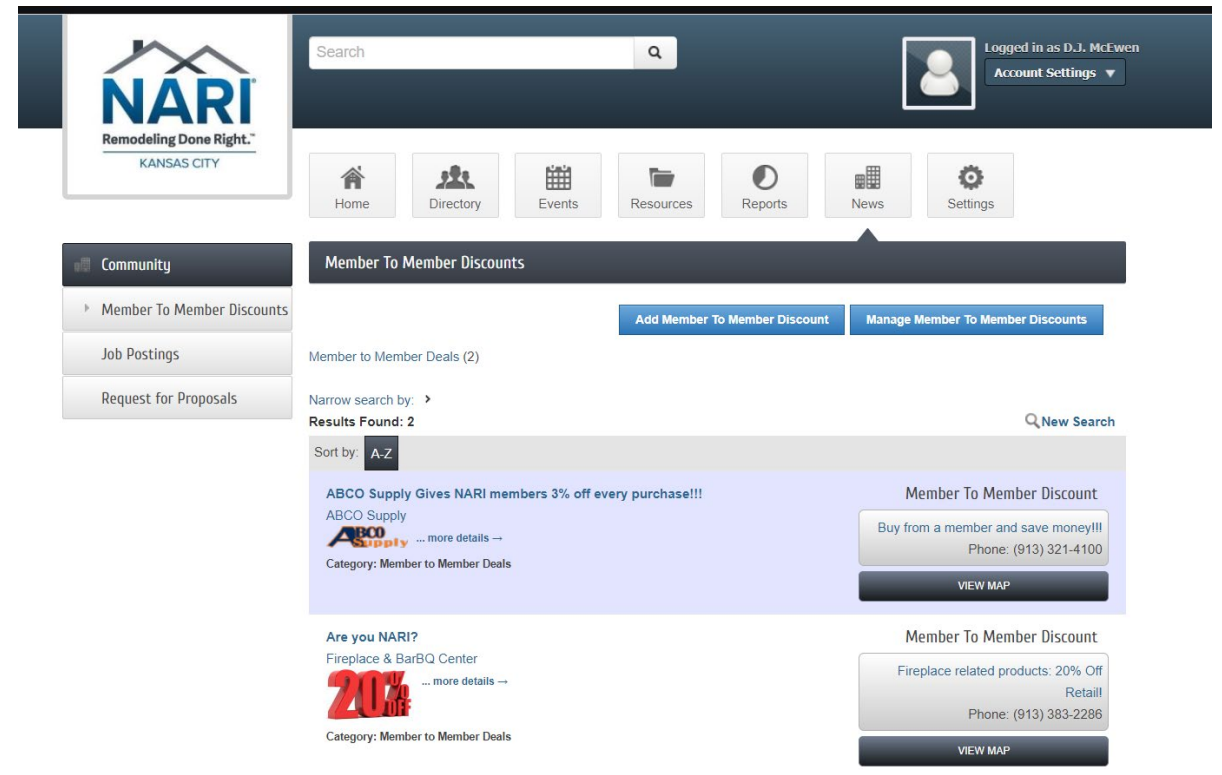 NARI
Remodeling Done Right.™
KANSAS CITY
Search
Logged in as D.J. McEwen
Account Settings ▼
Home
Directory
Events
Resources
Reports
News
Settings
Community
Member To Member Discounts
Job Postings
Request for Proposals
Member To Member Discounts
Add Member To Member Discount
Manage Member To Member Discounts
Member to Member Deals (2)
Narrow search by: >
Results Found: 2
New Search
Sort by: A-Z
ABCO Supply Gives NARI members 3% off every purchase!!!
ABCO Supply
ABCO
Supply
... more details →
Category: Member to Member Deals
Member To Member Discount
Buy from a member and save money!!!
Phone: (913) 321-4100
VIEW MAP
Are you NARI?
Fireplace & BarBQ Center
20% OFF
... more details →
Category: Member to Member Deals
Member To Member Discount
Fireplace related products: 20% Off
Retail!
Phone: (913) 383-2286
VIEW MAP